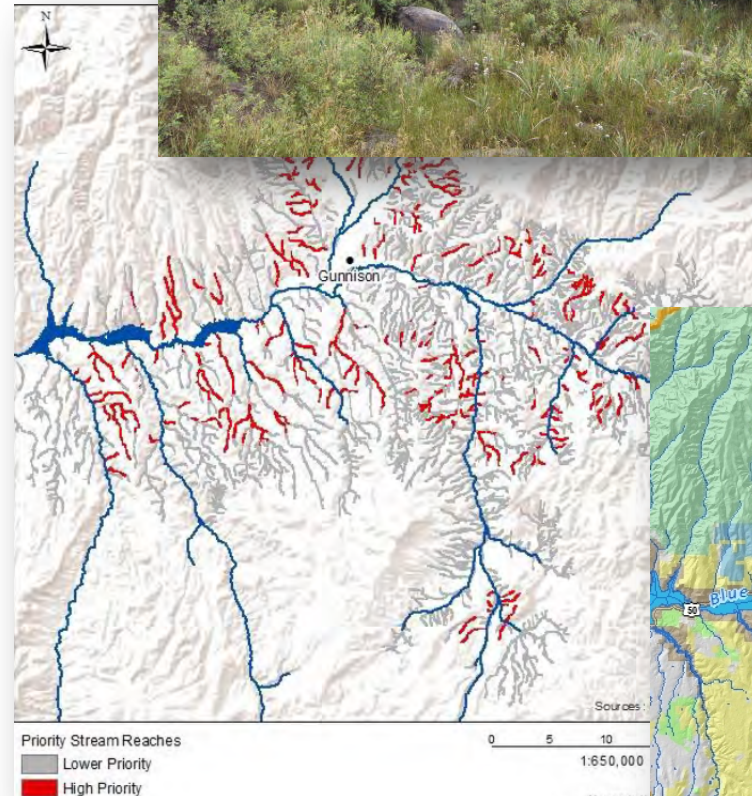 N
Gunnison
Sources:
Priority Stream Reaches
Lower Priority
High Priority
0 5 10
1:650,000
50
Blue